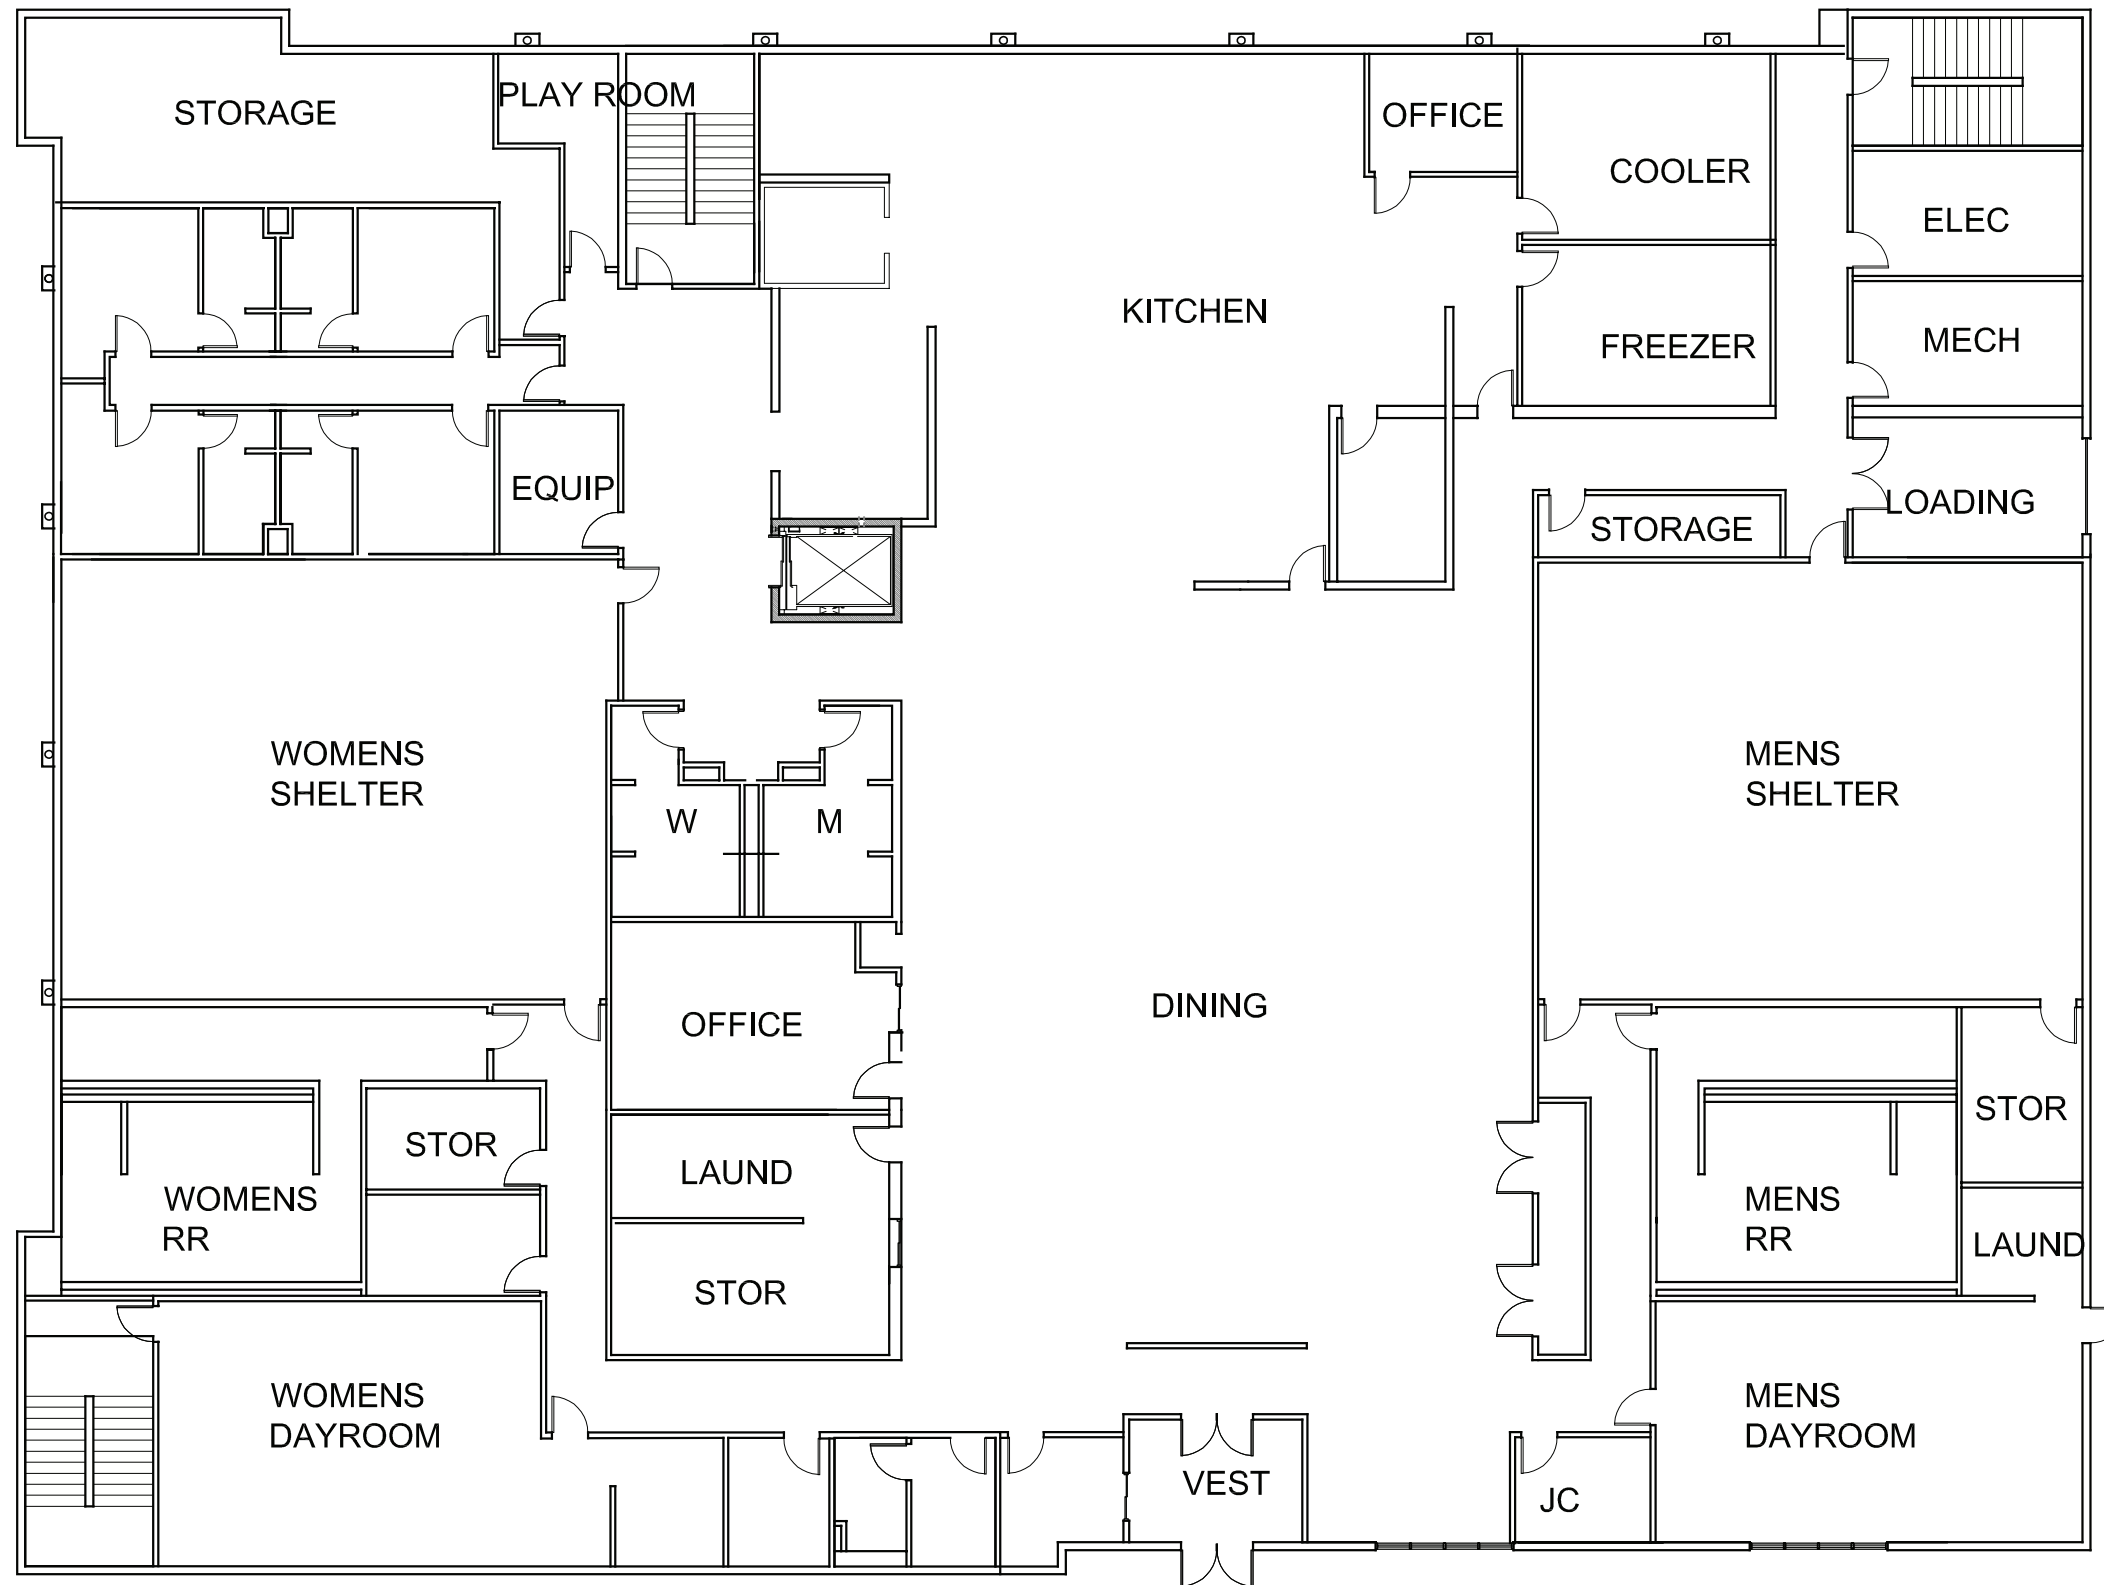 PLAY ROOM
STORAGE
OFFICE
COOLER
ELEC
KITCHEN
FREEZER
MECH
EQUIP
LOADING
STORAGE
WOMENS
SHELTER
MENS
SHELTER
W
M
DINING
OFFICE
STOR
STOR
LAUND
WOMENS
RR
MENS
RR
LAUND
STOR
WOMENS
DAYROOM
MENS
DAYROOM
VEST
JC